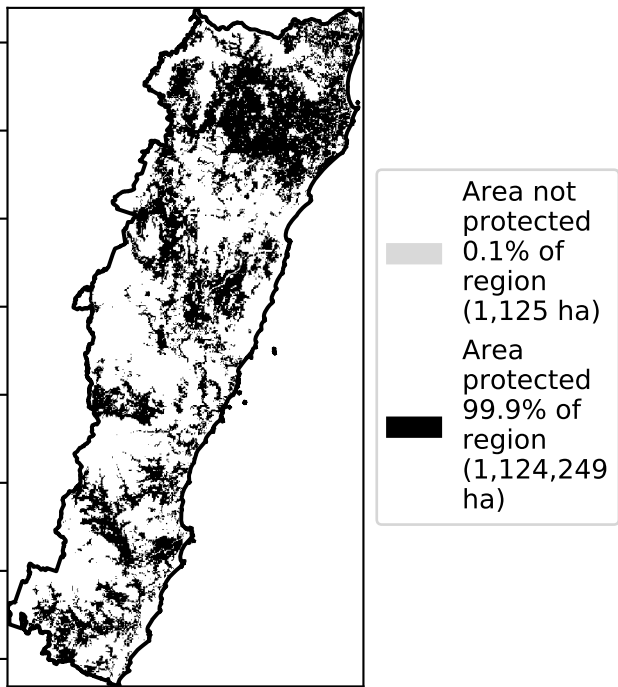 Area not
protected
0.1% of
region
(1,125 ha)
Area
protected
99.9% of
region
(1,124,249
ha)